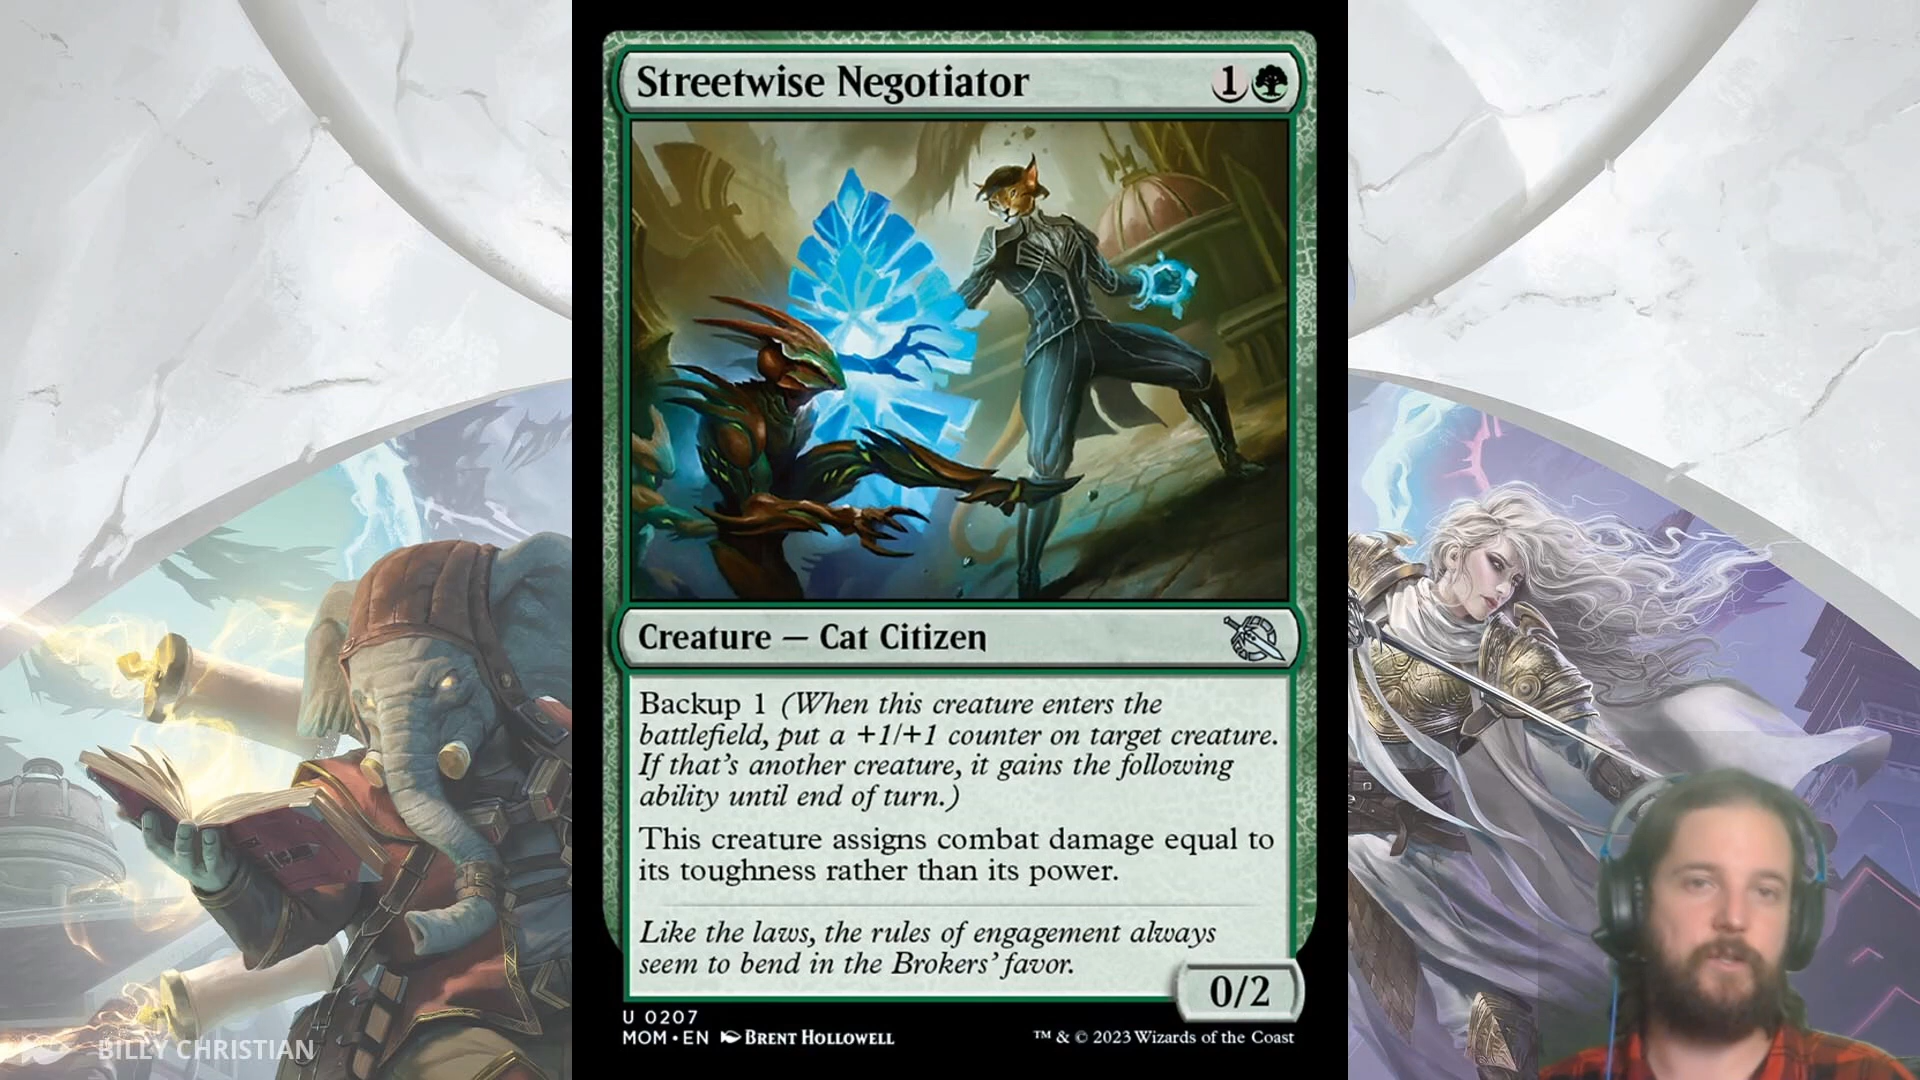 Streetwise Negotiator 1
Creature — Cat Citizen
Backup 1 (When this creature enters the
battlefield, put a +1/+1 counter on target creature.
If that's another creature, it gains the following
ability until end of turn.)
This creature assigns combat damage equal to
its toughness rather than its power.
Like the laws, the rules of engagement always
seem to bend in the Brokers' favor.
0/2
U 0207
MOM • EN BRENT HOLLOWELL
™ & © 2023 Wizards of the Coast
BILLY CHRISTIAN